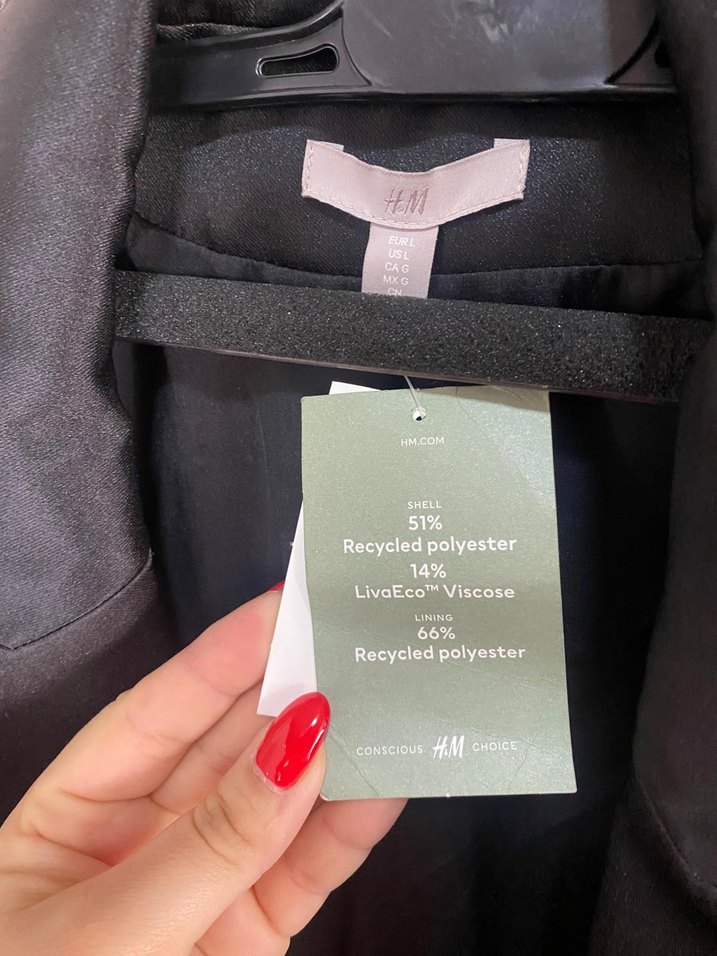 H&M
EUR L
US L
CA G
MX G
CN
HM.COM
SHELL
51%
Recycled polyester
14%
LivaEco™ Viscose
LINING
66%
Recycled polyester
CONSCIOUS H&M CHOICE